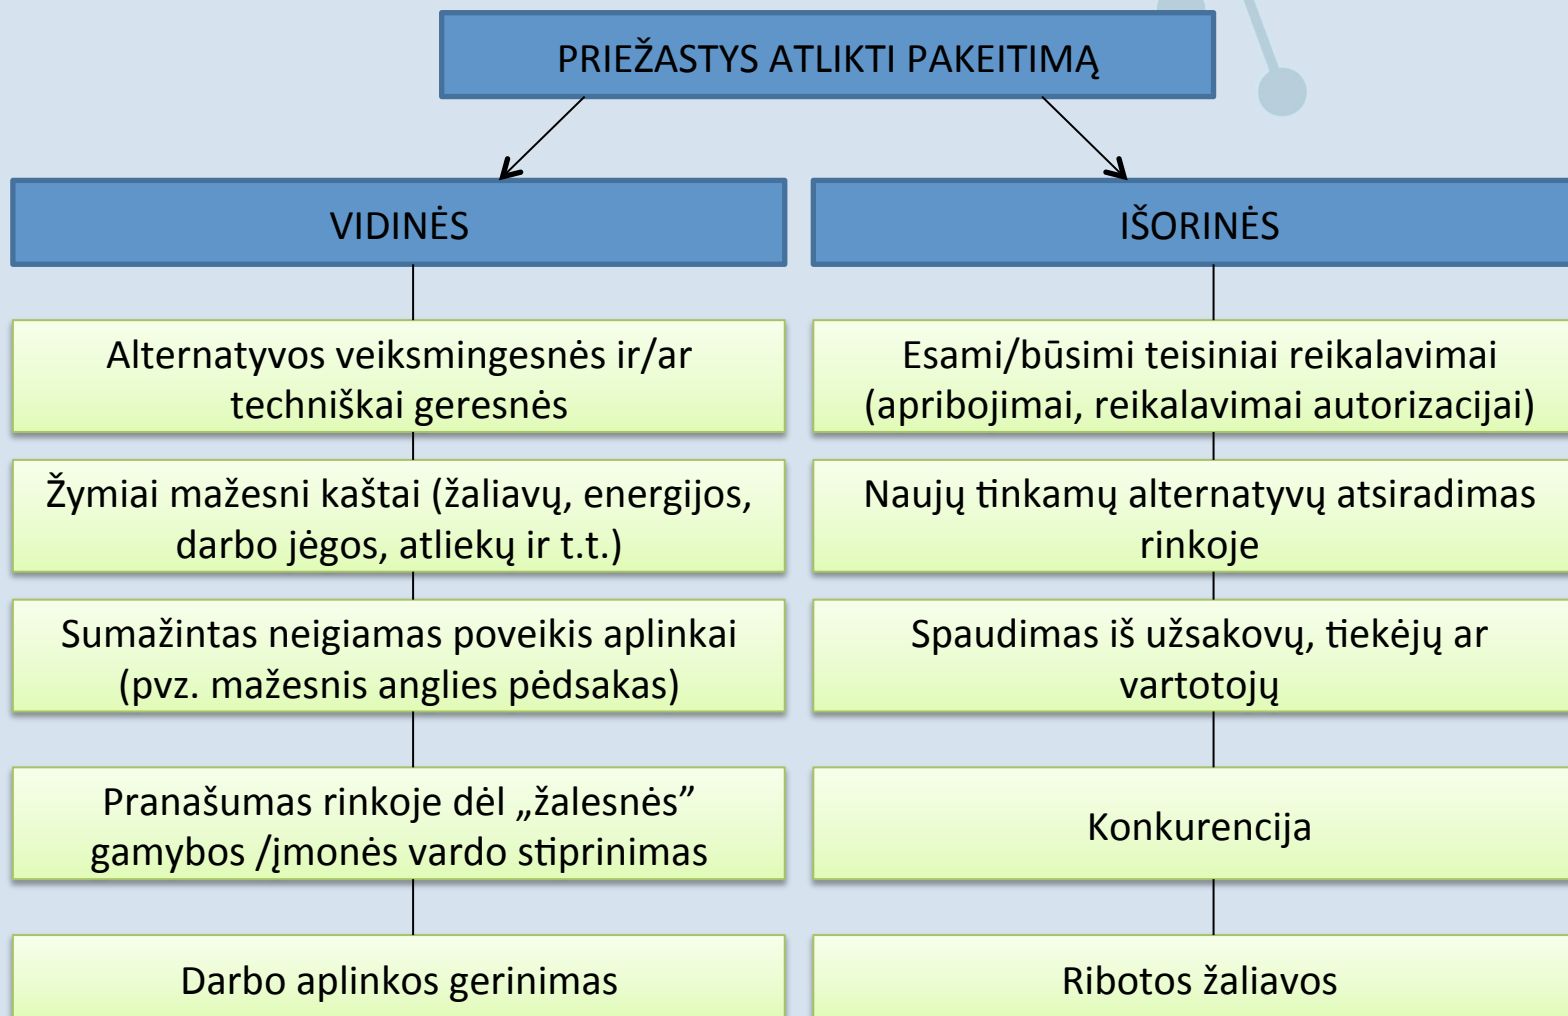 PRIEŽASTYS ATLIKTI PAKEITIMĄ
VIDINĖS
Alternatyvos veiksmingesnės ir/ar
techniškai geresnės
Žymiai mažesni kaštai (žaliavų, energijos,
darbo jėgos, atliekų ir t.t.)
Sumažintas neigiamas poveikis aplinkai
(pvz. mažesnis anglies pėdsakas)
Pranašumas rinkoje dėl „žalesnės”
gamybos /įmonės vardo stiprinimas
Darbo aplinkos gerinimas
IŠORINĖS
Esami/būsimi teisiniai reikalavimai
(apribojimai, reikalavimai autorizacijai)
Naujų tinkamų alternatyvų atsiradimas
rinkoje
Spaudimas iš užsakovų, tiekėjų ar
vartotojų
Konkurencija
Ribotos žaliavos